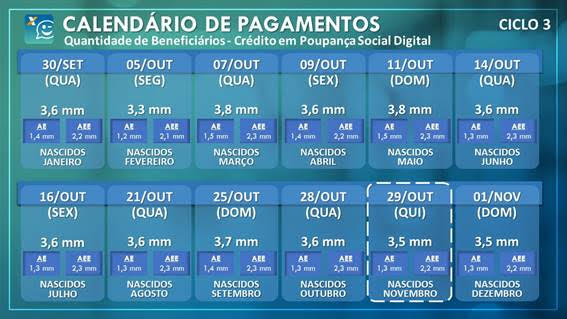 CALENDÁRIO DE PAGAMENTOS
CICLO 3
Quantidade de Beneficiários - Crédito em Poupança Social Digital
30/SET 05/OUT 07/OUT 09/OUT 11/OUT 14/OUT
(QUA) (SEG) (QUA) (SEX) (DOM) (QUA)
3,6 mm 3,3 mm 3,8 mm 3,6 mm 3,8 mm 3,6 mm
AE AEE AE AEE AE AEE AE AEE AE AEE AE AEE
1,4 mm 2,2 mm 1,2 mm 2,1 mm 1,5 mm 2,3 mm 1,4 mm 2,2 mm 1,5 mm 2,3 mm 1,3 mm 2,3 mm
NASCIDOS NASCIDOS NASCIDOS NASCIDOS NASCIDOS NASCIDOS
JANEIRO FEVEREIRO MARÇO ABRIL MAIO JUNHO
16/OUT 21/OUT 25/OUT 28/OUT 29/OUT 01/NOV
(SEX) (QUA) (DOM) (QUA) (QUI) (DOM)
3,6 mm 3,6 mm 3,7 mm 3,6 mm 3,5 mm 3,5 mm
AE AEE AE AEE AE AEE AE AEE AE AEE AE AEE
1,3 mm 2,3 mm 1,3 mm 2,3 mm 1,4 mm 2,3 mm 1,3 mm 2,3 mm 1,3 mm 2,2 mm 1,3 mm 2,2 mm
NASCIDOS NASCIDOS NASCIDOS NASCIDOS NASCIDOS NASCIDOS
JULHO AGOSTO SETEMBRO OUTUBRO NOVEMBRO DEZEMBRO